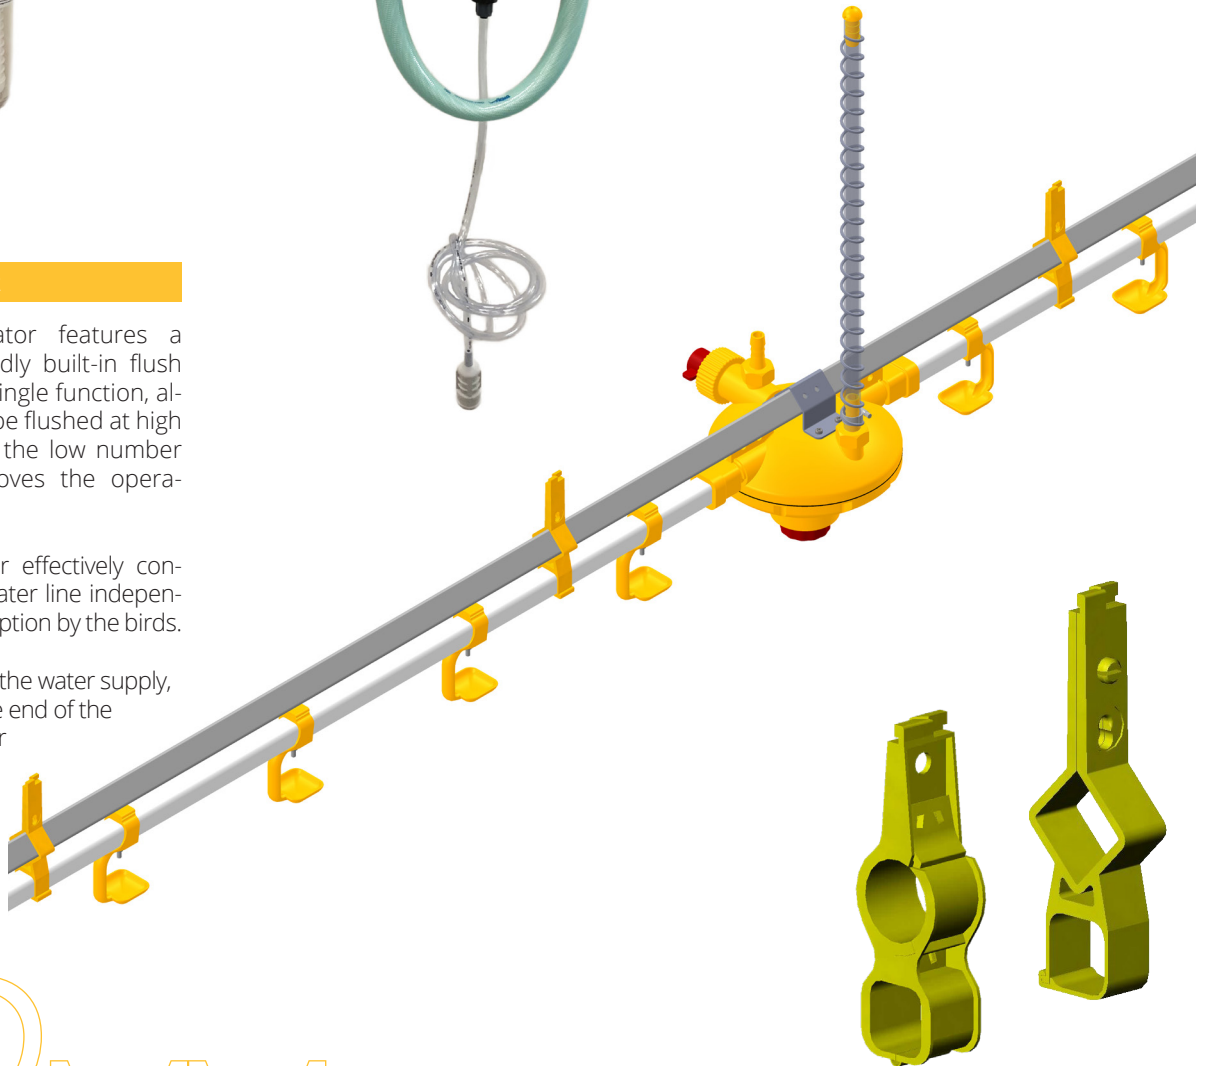 ator features a
dly built-in flush
ingle function, al-
be flushed at high
the low number
oves the opera-
r effectively con-
ater line indepen-
ption by the birds.
the water supply,
e end of the
r